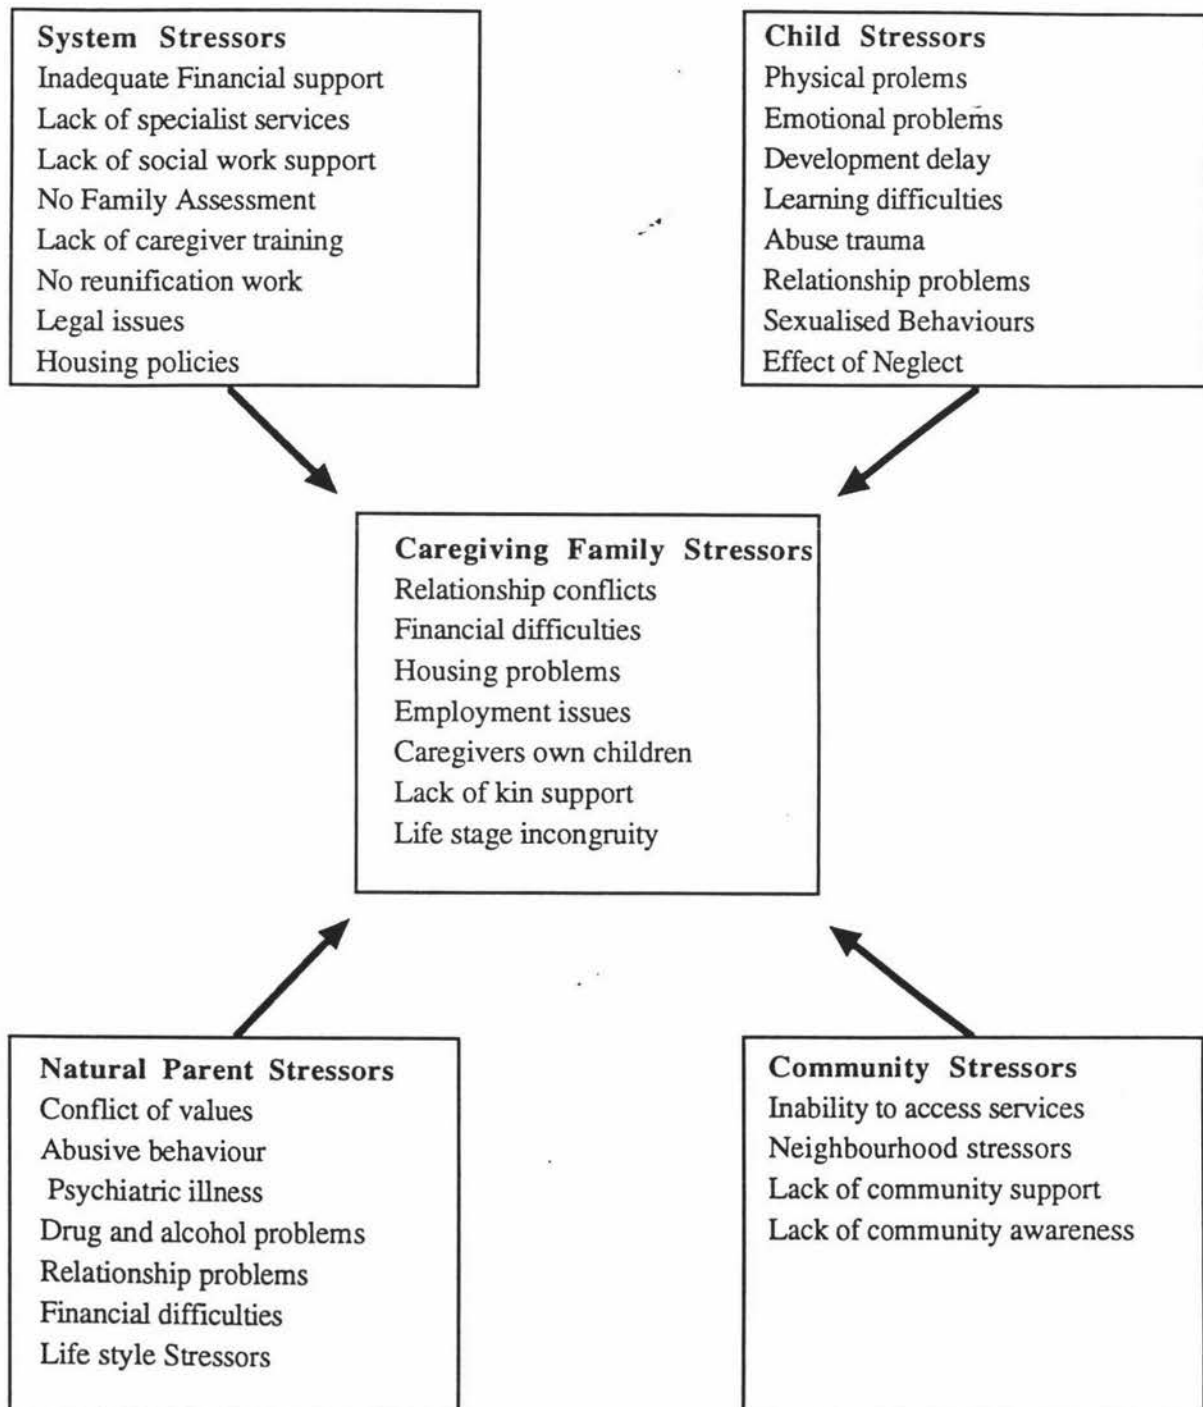 System Stressors
Inadequate Financial support
Lack of specialist services
Lack of social work support
No Family Assessment
Lack of caregiver training
No reunification work
Legal issues
Housing policies
Child Stressors
Physical prolems
Emotional problems
Development delay
Learning difficulties
Abuse trauma
Relationship problems
Sexualised Behaviours
Effect of Neglect
Caregiving Family Stressors
Relationship conflicts
Financial difficulties
Housing problems
Employment issues
Caregivers own children
Lack of kin support
Life stage incongruity
Natural Parent Stressors
Conflict of values
Abusive behaviour
Psychiatric illness
Drug and alcohol problems
Relationship problems
Financial difficulties
Life style Stressors
Community Stressors
Inability to access services
Neighbourhood stressors
Lack of community support
Lack of community awareness